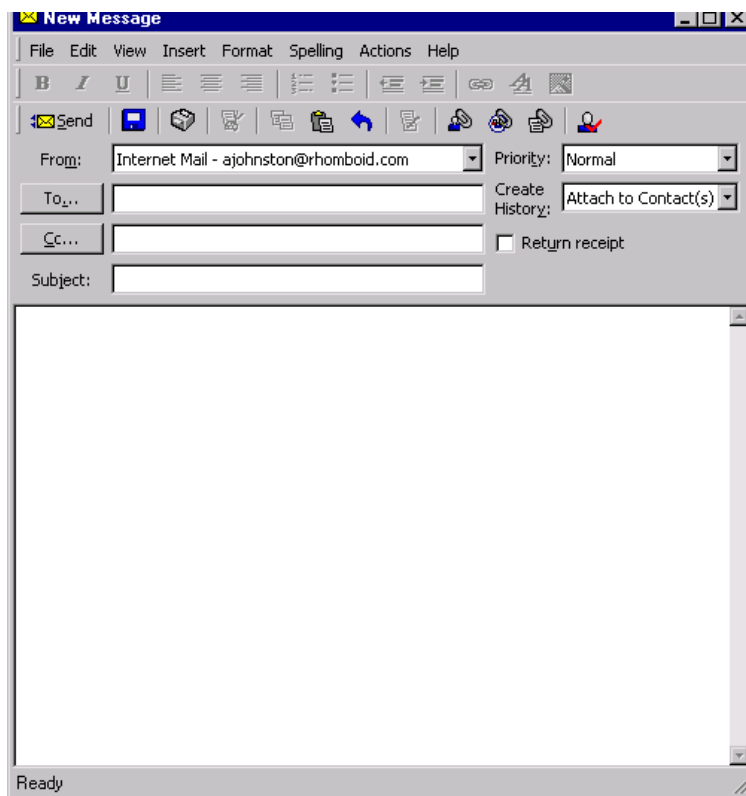 New Message
File Edit View Insert Format Spelling Actions Help
B I U
Send
From: Internet Mail - ajohnston@rhomboid.com Priority: Normal
To... Create History: Attach to Contact(s)
Cc... Return receipt
Subject:
Ready